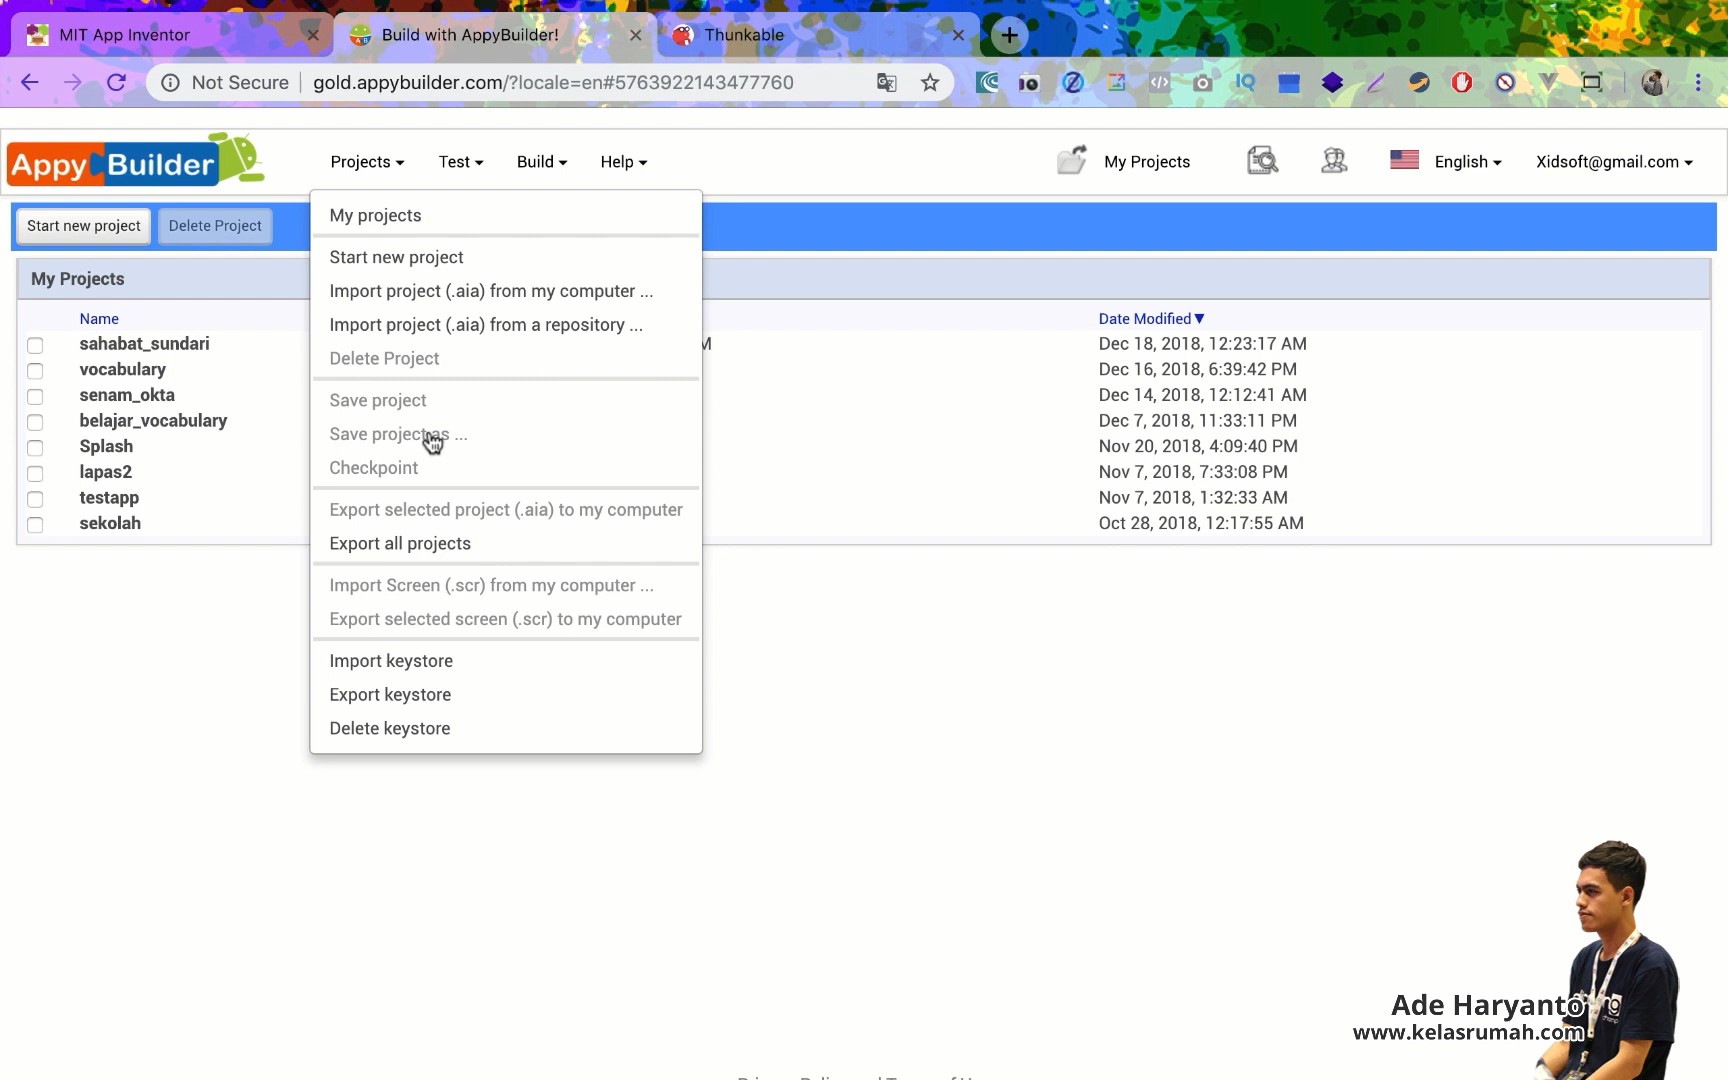 MIT App Inventor
Build with AppyBuilder!
Thunkable
Not Secure
gold.appybuilder.com/?locale=en#5763922143477760
Appy Builder
Projects
Test
Build
Help
My Projects
English
Xidsoft@gmail.com
Start new project
Delete Project
My projects
Start new project
Import project (.aia) from my computer ...
Import project (.aia) from a repository ...
Delete Project
Save project
Save project as ...
Checkpoint
Export selected project (.aia) to my computer
Export all projects
Import Screen (.scr) from my computer ...
Export selected screen (.scr) to my computer
Import keystore
Export keystore
Delete keystore
My Projects
Name
Date Modified ▼
sahabat_sundari
M
Dec 18, 2018, 12:23:17 AM
vocabulary
Dec 16, 2018, 6:39:42 PM
senam_okta
Dec 14, 2018, 12:12:41 AM
belajar_vocabulary
Dec 7, 2018, 11:33:11 PM
Splash
Nov 20, 2018, 4:09:40 PM
lapas2
Nov 7, 2018, 7:33:08 PM
testapp
Nov 7, 2018, 1:32:33 AM
sekolah
Oct 28, 2018, 12:17:55 AM
Ade Haryanto
www.kelasrumah.com